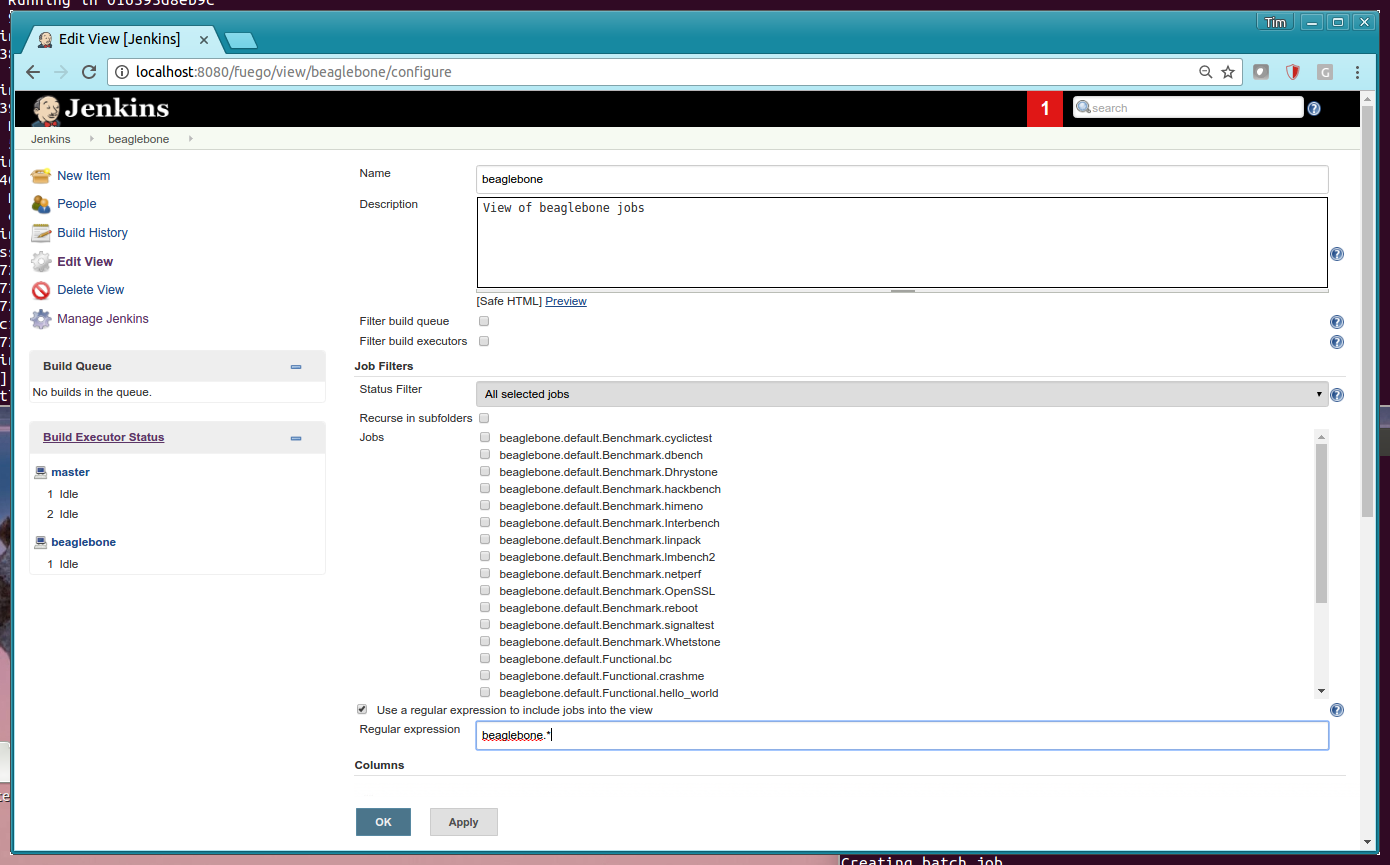 Tim
Edit View [Jenkins]
localhost:8080/fuego/view/beaglebone/configure
Jenkins
1
search
Jenkins beaglebone
New Item
People
Build History
Edit View
Delete View
Manage Jenkins
Build Queue
No builds in the queue.
Build Executor Status
master
1 Idle
2 Idle
beaglebone
1 Idle
Name
beaglebone
Description
View of beaglebone jobs
[Safe HTML] Preview
Filter build queue
Filter build executors
Job Filters
Status Filter
All selected jobs
Recurse in subfolders
Jobs
beaglebone.default.Benchmark.cyclictest
beaglebone.default.Benchmark.dbench
beaglebone.default.Benchmark.Dhrystone
beaglebone.default.Benchmark.hackbench
beaglebone.default.Benchmark.himeno
beaglebone.default.Benchmark.Interbench
beaglebone.default.Benchmark.linpack
beaglebone.default.Benchmark.lmbench2
beaglebone.default.Benchmark.netperf
beaglebone.default.Benchmark.OpenSSL
beaglebone.default.Benchmark.reboot
beaglebone.default.Benchmark.signaltest
beaglebone.default.Benchmark.Whetstone
beaglebone.default.Functional.bc
beaglebone.default.Functional.crashme
beaglebone.default.Functional.hello_world
Use a regular expression to include jobs into the view
Regular expression
beaglebone.*
Columns
OK
Apply
Creating batch job